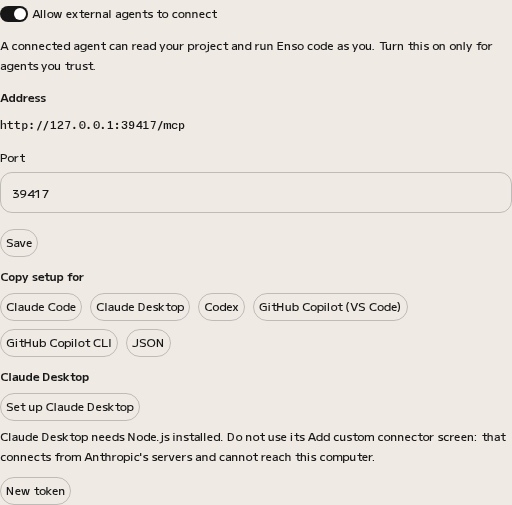 Allow external agents to connect
A connected agent can read your project and run Enso code as you. Turn this on only for
agents you trust.
Address
http://127.0.0.1:39417/mcp
Port
39417
Save
Copy setup for
Claude Code
Claude Desktop
Codex
GitHub Copilot (VS Code)
GitHub Copilot CLI
JSON
Claude Desktop
Set up Claude Desktop
Claude Desktop needs Node.js installed. Do not use its Add custom connector screen: that
connects from Anthropic's servers and cannot reach this computer.
New token